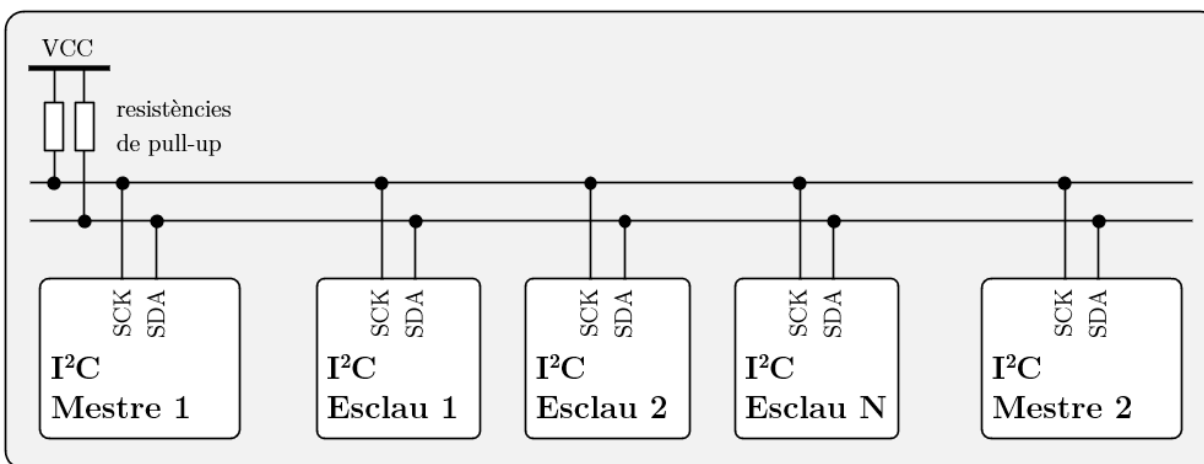 VCC
resistències
de pull-up
SCK
SDA
I²C
Mestre 1
SCK
SDA
I²C
Esclau 1
SCK
SDA
I²C
Esclau 2
SCK
SDA
I²C
Esclau N
SCK
SDA
I²C
Mestre 2